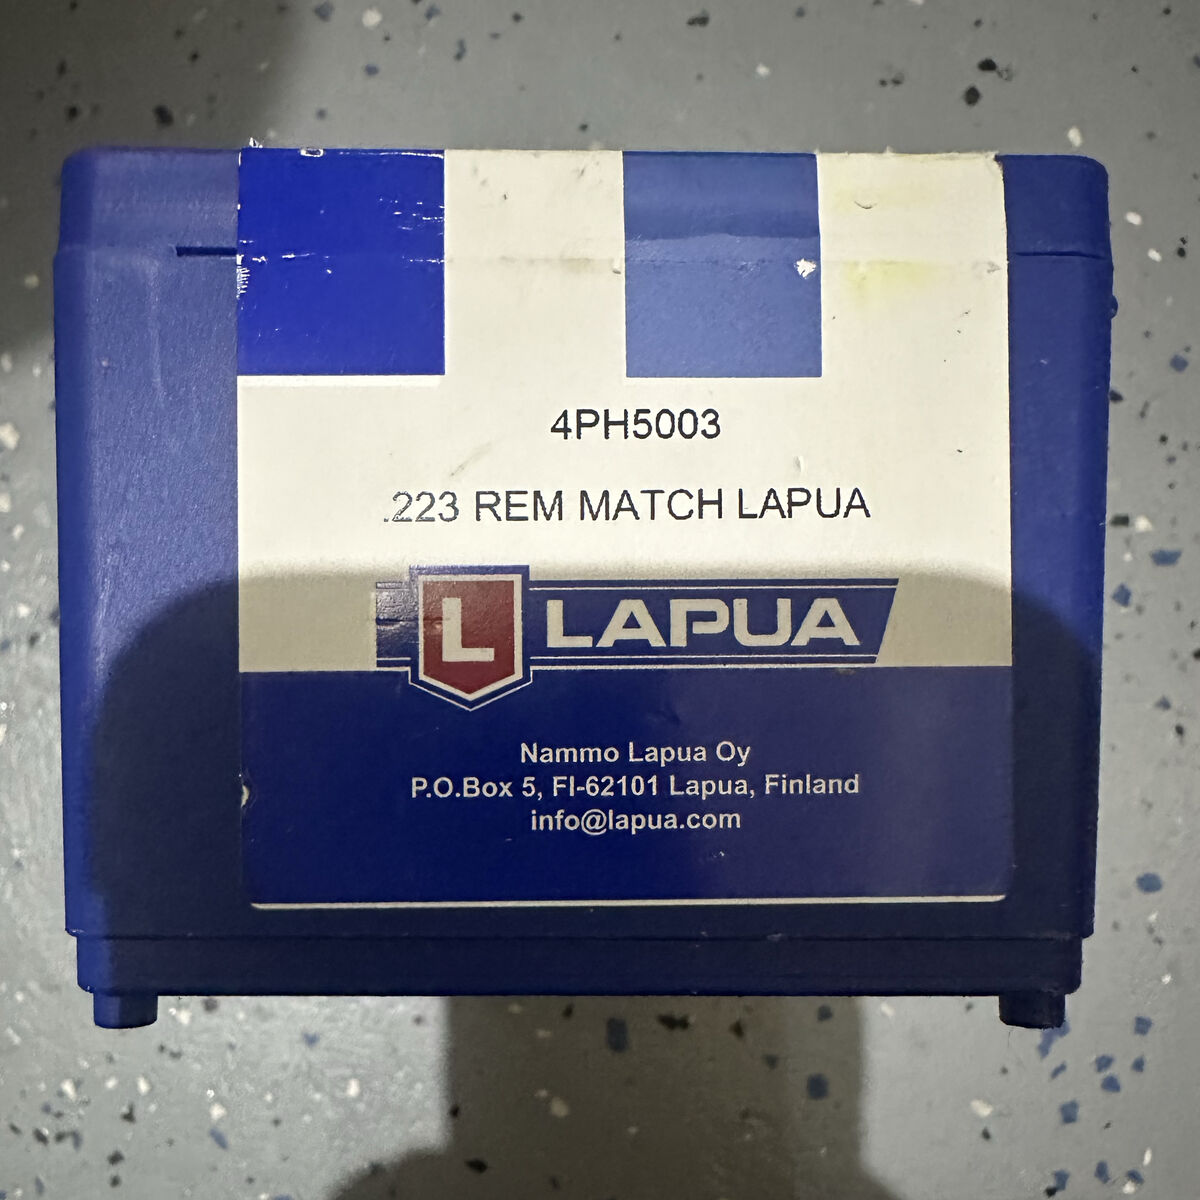 4PH5003
.223 REM MATCH LAPUA
L LAPUA
Nammo Lapua Oy
P.O.Box 5, FI-62101 Lapua, Finland
info@lapua.com